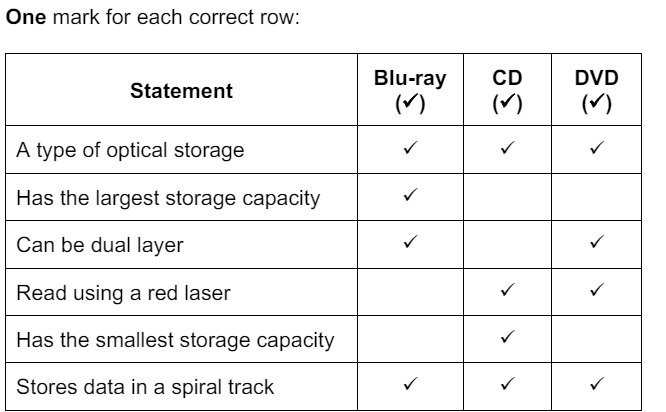 One mark for each correct row:
Statement Blu-ray (✓) CD (✓) DVD (✓)
A type of optical storage ✓ ✓ ✓
Has the largest storage capacity ✓
Can be dual layer ✓ ✓
Read using a red laser ✓ ✓
Has the smallest storage capacity ✓
Stores data in a spiral track ✓ ✓ ✓